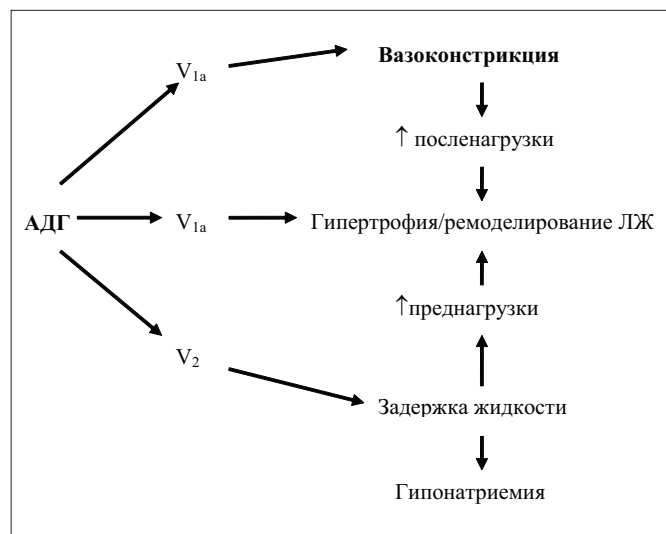 V1a
Вазоконстрикция
↑ посленагрузки
АДГ
V1a
Гипертрофия/ремоделирование ЛЖ
↑преднагрузки
V2
Задержка жидкости
Гипонатриемия